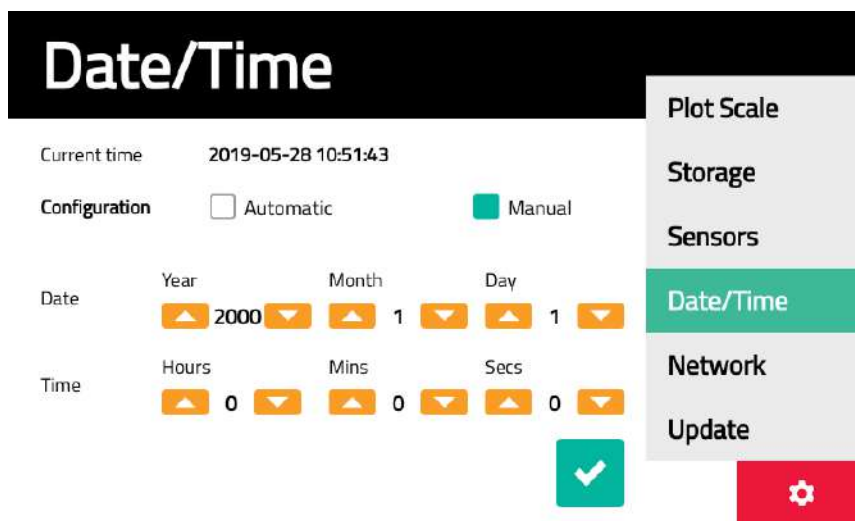 Date/Time
Current time 2019-05-28 10:51:43
Configuration Automatic Manual
Year Month Day
Date 2000 1 1
Hours Mins Secs
Time 0 0 0
Plot Scale
Storage
Sensors
Date/Time
Network
Update